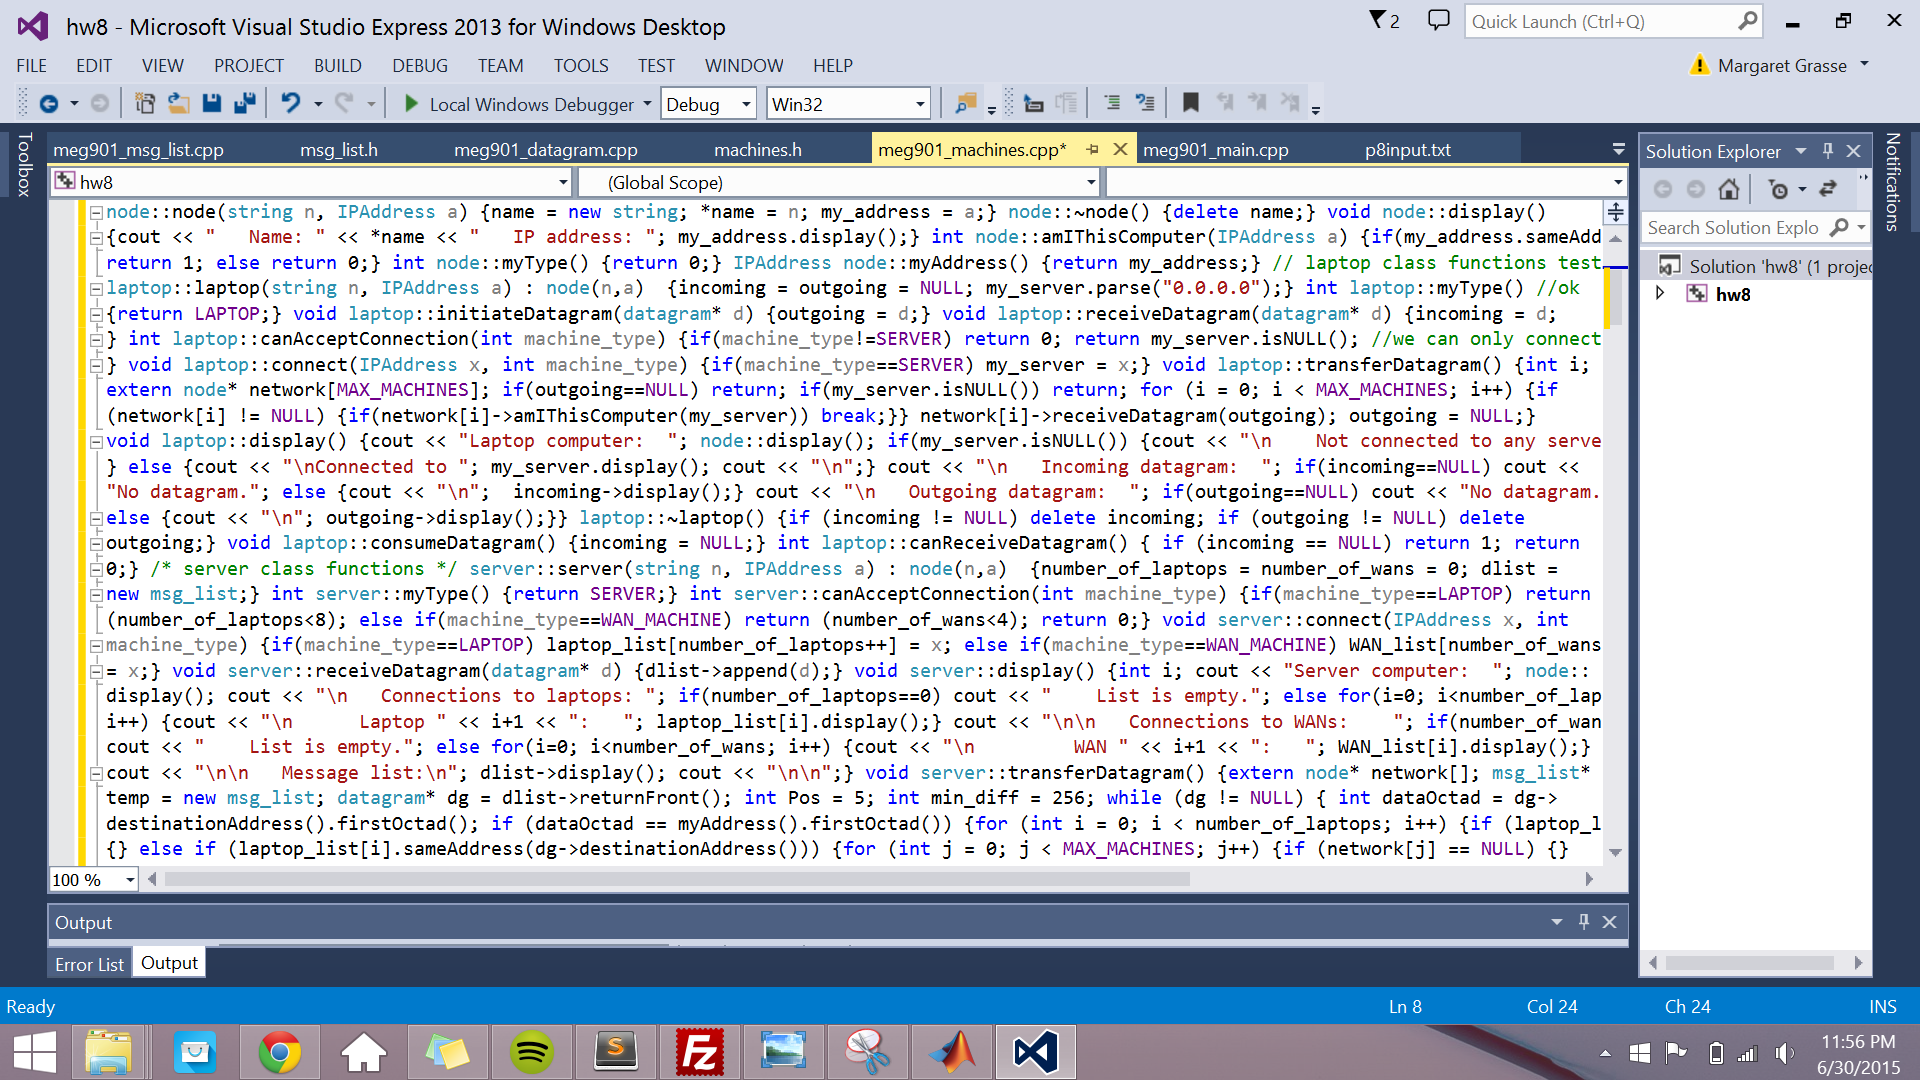 hw8 - Microsoft Visual Studio Express 2013 for Windows Desktop
2
Quick Launch (Ctrl+Q)
FILE EDIT VIEW PROJECT BUILD DEBUG TEAM TOOLS TEST WINDOW HELP
Margaret Grasse
Local Windows Debugger Debug Win32
Toolbox
meg901_msg_list.cpp msg_list.h meg901_datagram.cpp machines.h meg901_machines.cpp* meg901_main.cpp p8input.txt
hw8 (Global Scope)
node::node(string n, IPAddress a) {name = new string; *name = n; my_address = a;} node::~node() {delete name;} void node::display()
{cout << "   Name: " << *name << "   IP address: "; my_address.display();} int node::amIThisComputer(IPAddress a) {if(my_address.sameAdd
return 1; else return 0;} int node::myType() {return 0;} IPAddress node::myAddress() {return my_address;} // laptop class functions test
laptop::laptop(string n, IPAddress a) : node(n,a)  {incoming = outgoing = NULL; my_server.parse("0.0.0.0");} int laptop::myType() //ok
{return LAPTOP;} void laptop::initiateDatagram(datagram* d) {outgoing = d;} void laptop::receiveDatagram(datagram* d) {incoming = d;
} int laptop::canAcceptConnection(int machine_type) {if(machine_type!=SERVER) return 0; return my_server.isNULL(); //we can only connect
} void laptop::connect(IPAddress x, int machine_type) {if(machine_type==SERVER) my_server = x;} void laptop::transferDatagram() {int i;
extern node* network[MAX_MACHINES]; if(outgoing==NULL) return; if(my_server.isNULL()) return; for (i = 0; i < MAX_MACHINES; i++) {if
(network[i] != NULL) {if(network[i]->amIThisComputer(my_server)) break;}} network[i]->receiveDatagram(outgoing); outgoing = NULL;}
void laptop::display() {cout << "Laptop computer:  "; node::display(); if(my_server.isNULL()) {cout << "\n    Not connected to any serve
} else {cout << "\nConnected to "; my_server.display(); cout << "\n";} cout << "\n   Incoming datagram:  "; if(incoming==NULL) cout <<
"No datagram."; else {cout << "\n";  incoming->display();} cout << "\n   Outgoing datagram:  "; if(outgoing==NULL) cout << "No datagram.
else {cout << "\n"; outgoing->display();}} laptop::~laptop() {if (incoming != NULL) delete incoming; if (outgoing != NULL) delete
outgoing;} void laptop::consumeDatagram() {incoming = NULL;} int laptop::canReceiveDatagram() { if (incoming == NULL) return 1; return
0;} /* server class functions */ server::server(string n, IPAddress a) : node(n,a)  {number_of_laptops = number_of_wans = 0; dlist =
new msg_list;} int server::myType() {return SERVER;} int server::canAcceptConnection(int machine_type) {if(machine_type==LAPTOP) return
(number_of_laptops<8); else if(machine_type==WAN_MACHINE) return (number_of_wans<4); return 0;} void server::connect(IPAddress x, int
machine_type) {if(machine_type==LAPTOP) laptop_list[number_of_laptops++] = x; else if(machine_type==WAN_MACHINE) WAN_list[number_of_wans
= x;} void server::receiveDatagram(datagram* d) {dlist->append(d);} void server::display() {int i; cout << "Server computer:  "; node::
display(); cout << "\n   Connections to laptops: "; if(number_of_laptops==0) cout << "    List is empty."; else for(i=0; i<number_of_lap
i++) {cout << "\n      Laptop " << i+1 << ":   "; laptop_list[i].display();} cout << "\n\n   Connections to WANs:    "; if(number_of_wan
cout << "    List is empty."; else for(i=0; i<number_of_wans; i++) {cout << "\n         WAN " << i+1 << ":   "; WAN_list[i].display();}
cout << "\n\n   Message list:\n"; dlist->display(); cout << "\n\n";} void server::transferDatagram() {extern node* network[]; msg_list*
temp = new msg_list; datagram* dg = dlist->returnFront(); int Pos = 5; int min_diff = 256; while (dg != NULL) { int dataOctad = dg->
destinationAddress().firstOctad(); if (dataOctad == myAddress().firstOctad()) {for (int i = 0; i < number_of_laptops; i++) {if (laptop_l
{} else if (laptop_list[i].sameAddress(dg->destinationAddress())) {for (int j = 0; j < MAX_MACHINES; j++) {if (network[j] == NULL) {}
100 %
Solution Explorer
Search Solution Explo
Solution 'hw8' (1 projec
hw8
Notifications
Output
Error List Output
Ready Ln 8 Col 24 Ch 24 INS
S
Fz
11:56 PM
6/30/2015